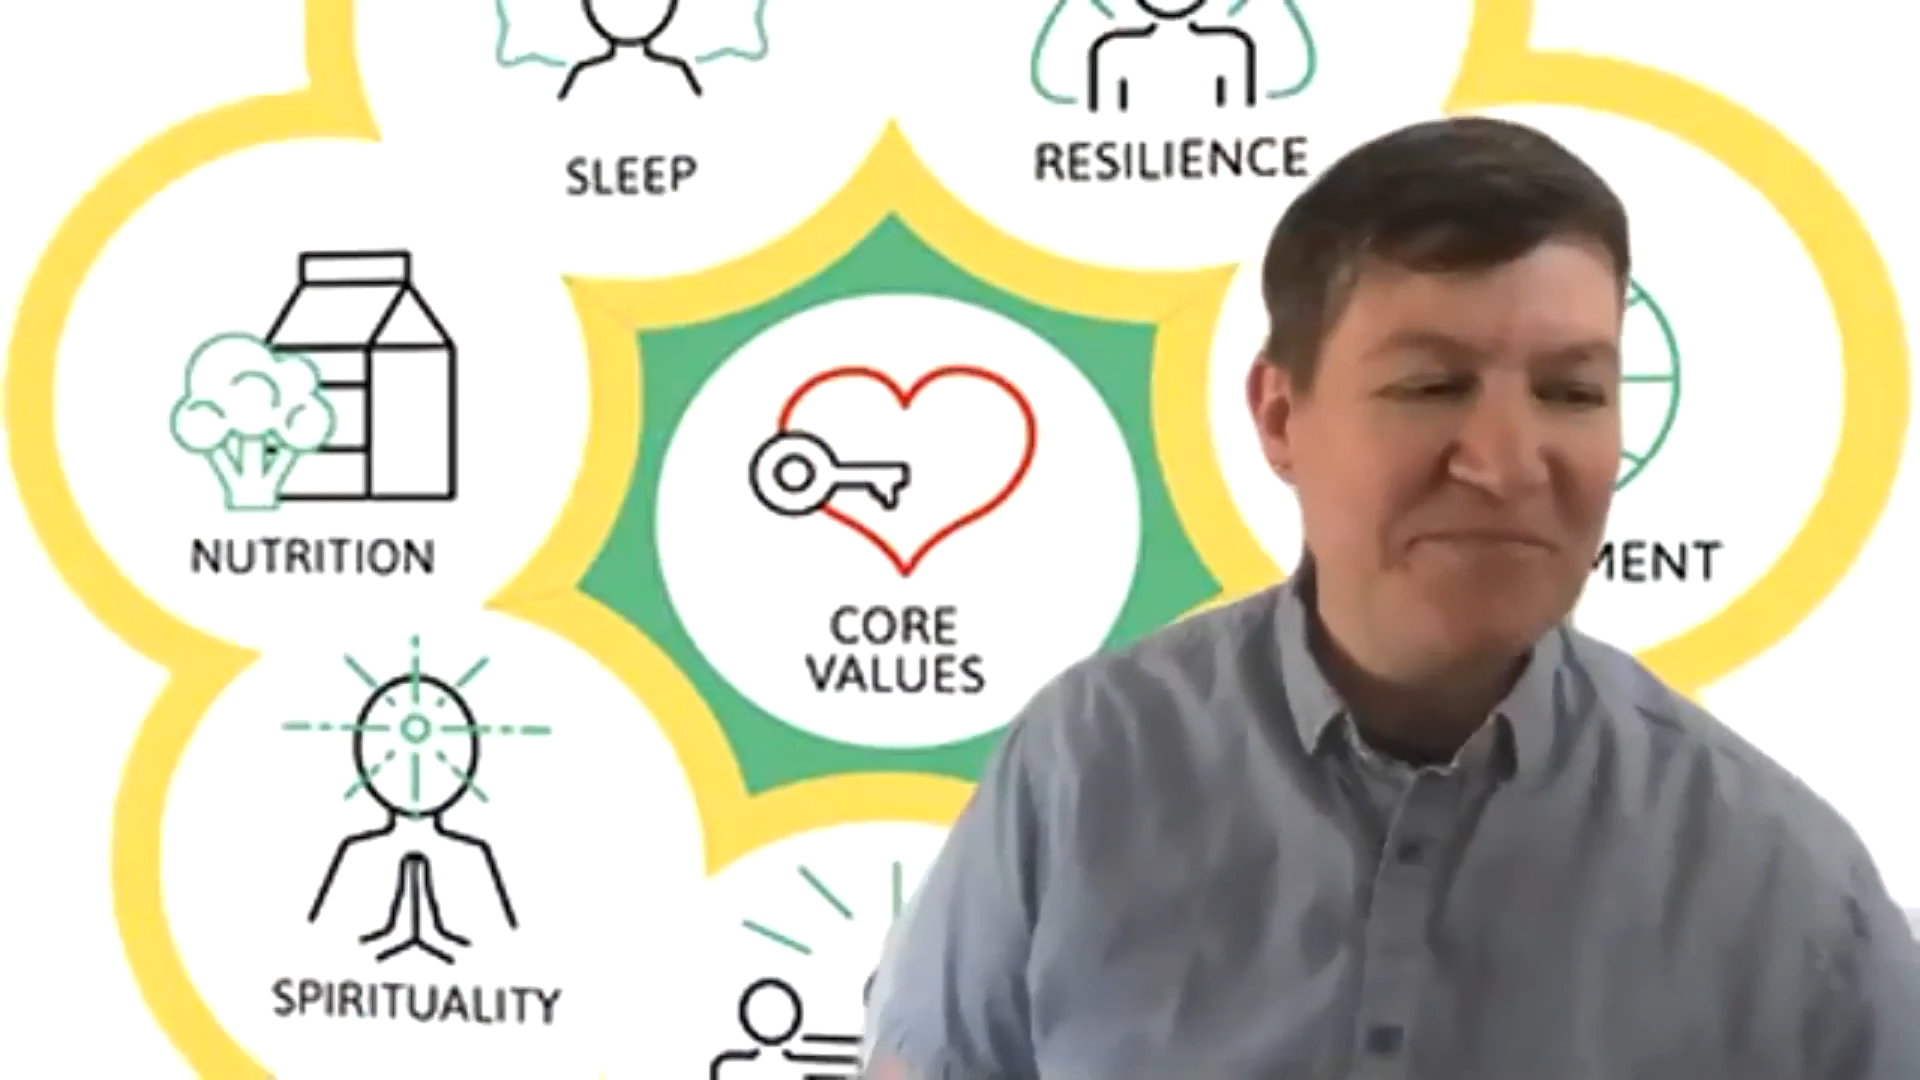 SLEEP
RESILIENCE
NUTRITION
MENT
CORE
VALUES
SPIRITUALITY